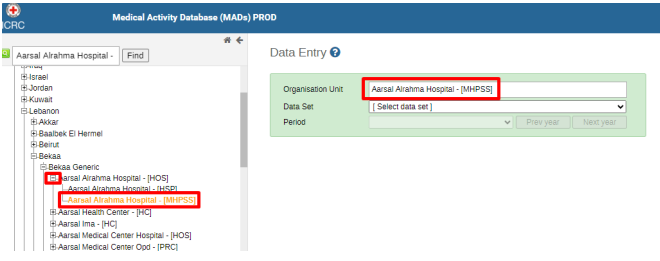 ICRC
Medical Activity Database (MADs) PROD
Aarsal Alrahma Hospital -
Find
Iraq
Israel
Jordan
Kuwait
Lebanon
Akkar
Baalbek El Hermel
Beirut
Bekaa
Bekaa Generic
Aarsal Alrahma Hospital - [HOS]
Aarsal Alrahma Hospital - [HSP]
Aarsal Alrahma Hospital - [MHPSS]
Aarsal Health Center - [HC]
Aarsal Ima - [HC]
Aarsal Medical Center Hospital - [HOS]
Aarsal Medical Center Opd - [PRC]
Data Entry ?
Organisation Unit Aarsal Alrahma Hospital - [MHPSS]
Data Set [ Select data set ]
Period Prev year Next year